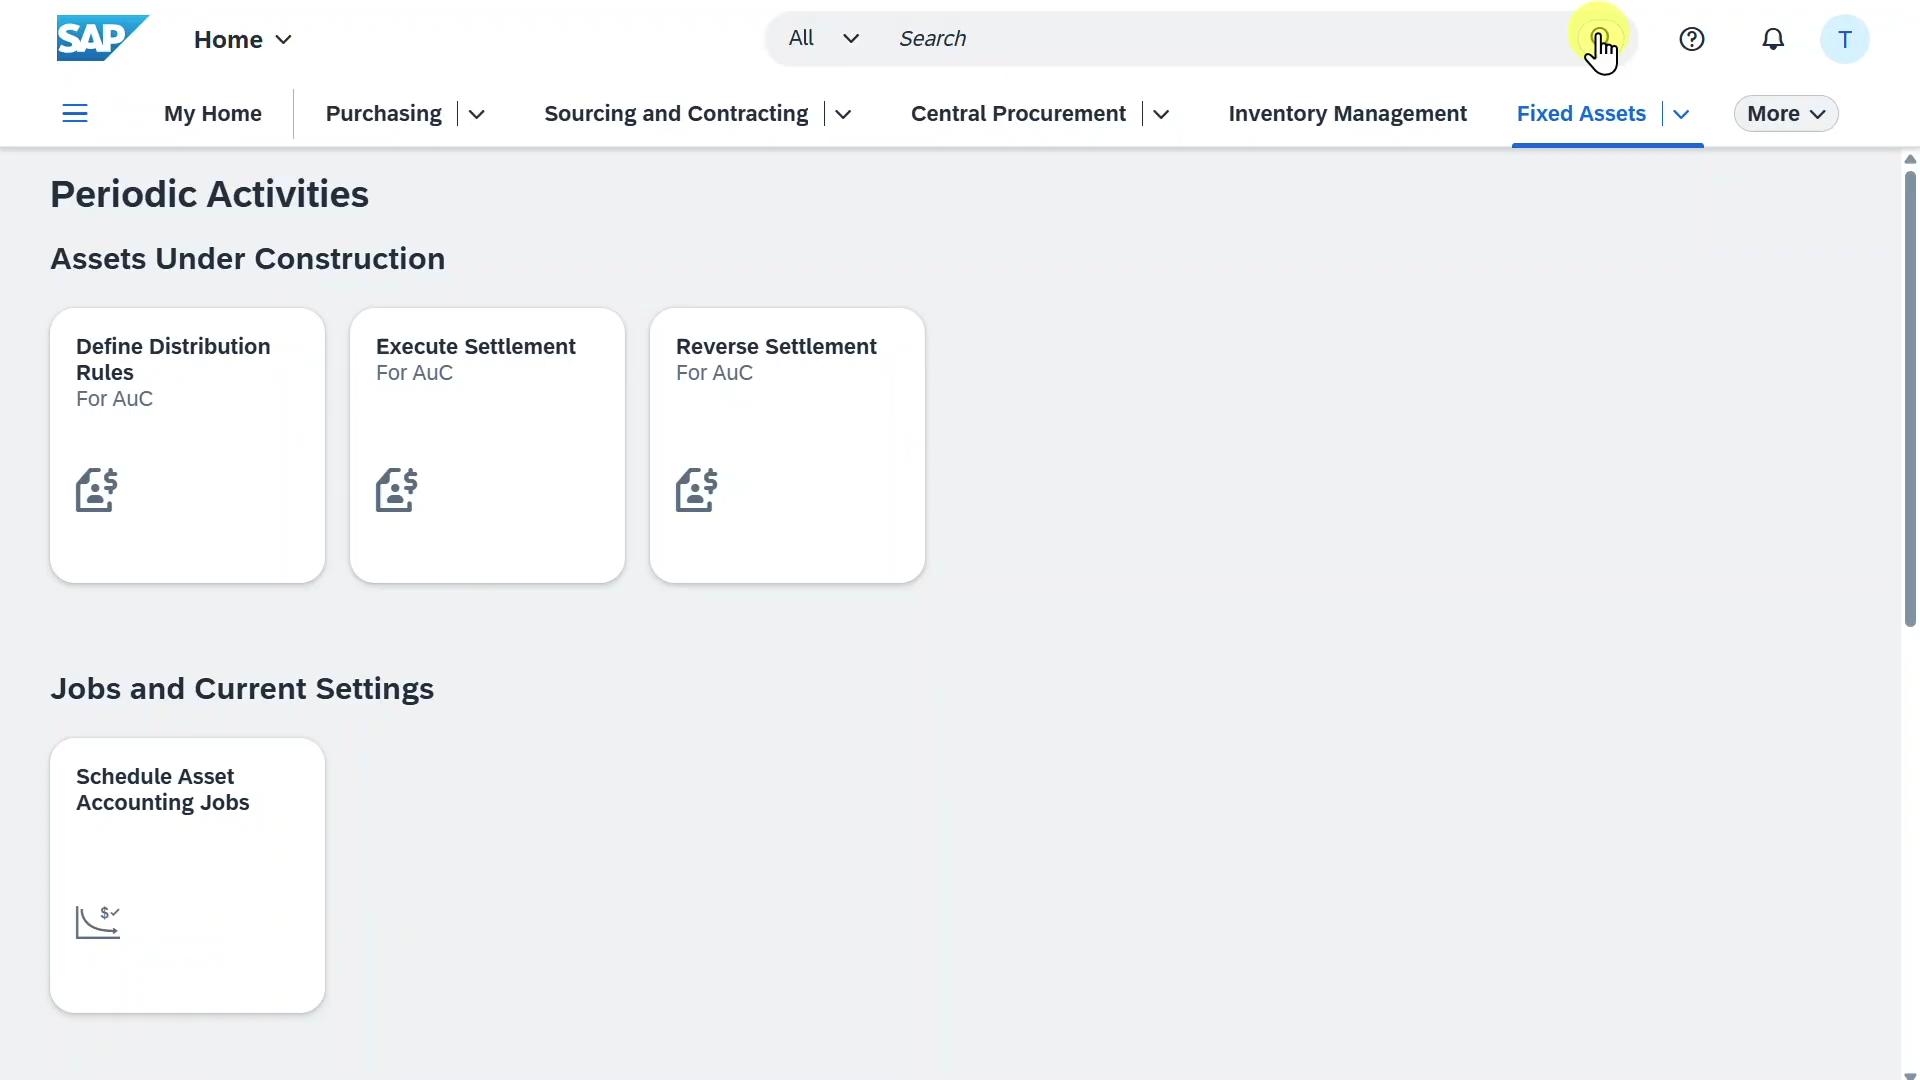 SAP
Home
All
Search
T
My Home
Purchasing
Sourcing and Contracting
Central Procurement
Inventory Management
Fixed Assets
More
Periodic Activities
Assets Under Construction
Define Distribution
Rules
For AuC
Execute Settlement
For AuC
Reverse Settlement
For AuC
Jobs and Current Settings
Schedule Asset
Accounting Jobs